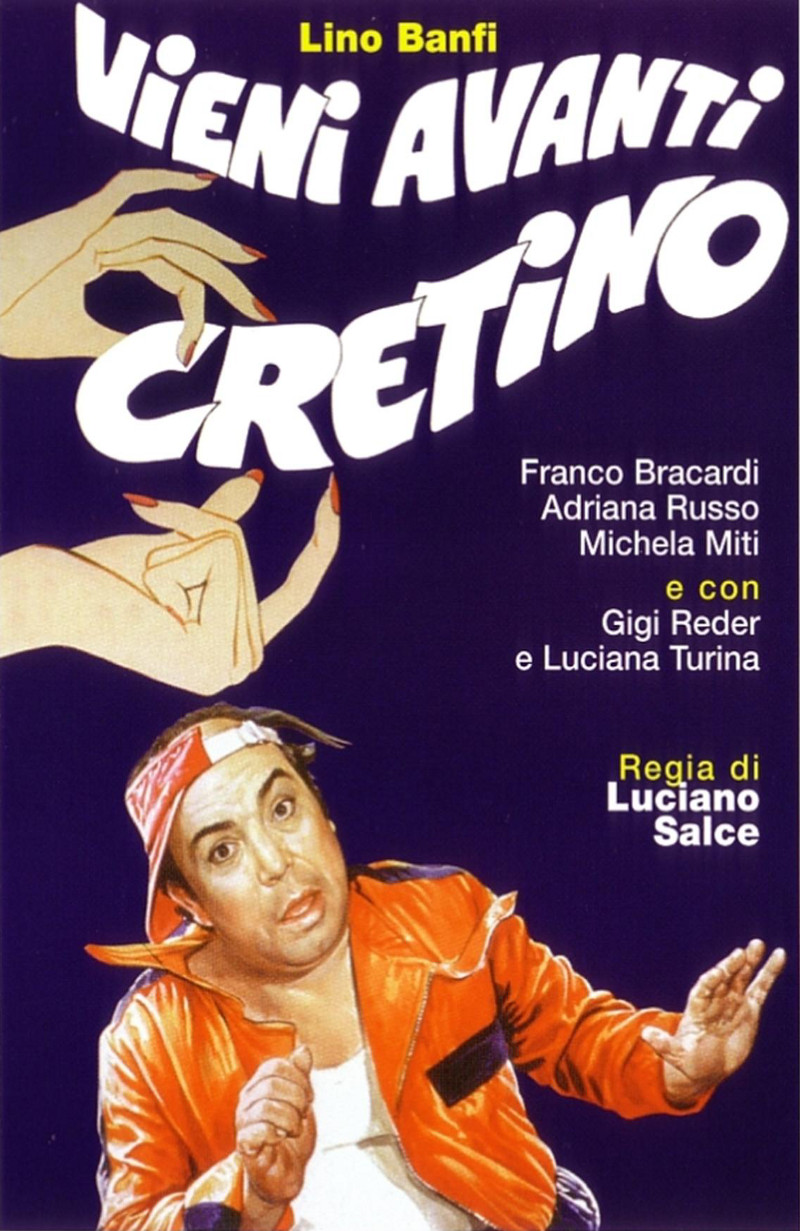 Lino Banfi
VIENI AVANTI
CRETINO
Franco Bracardi
Adriana Russo
Michela Miti
e con
Gigi Reder
e Luciana Turina
Regia di
Luciano
Salce